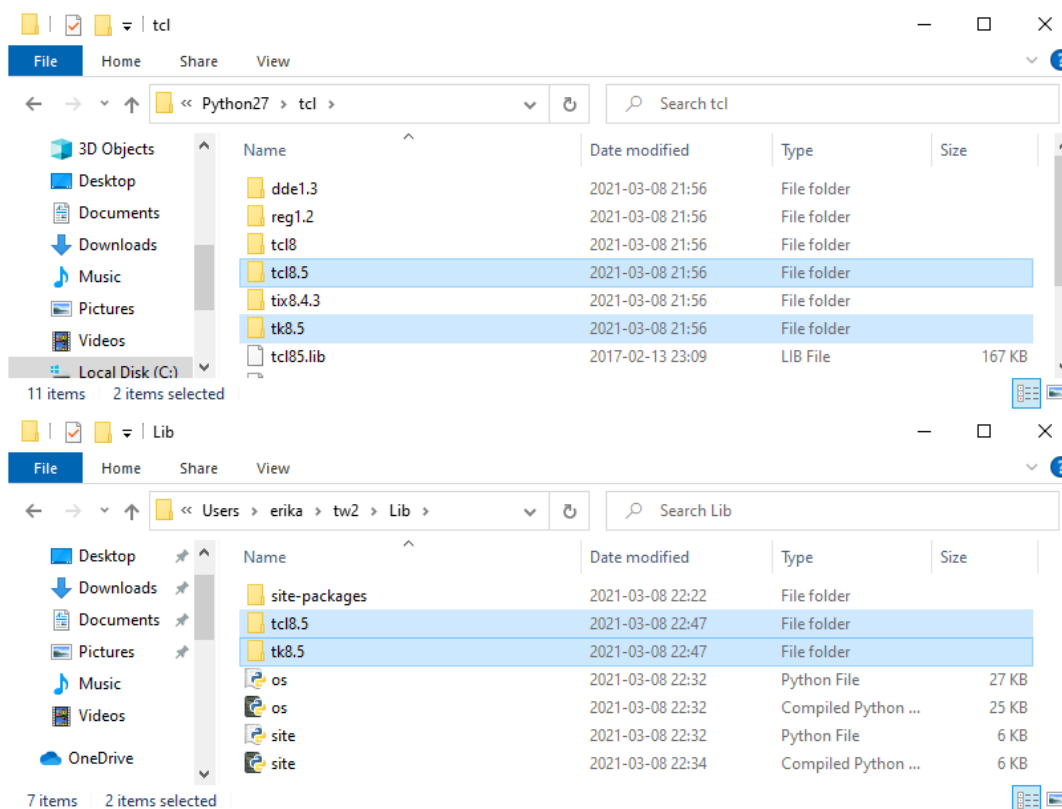 tcl
File Home Share View
« Python27 > tcl > Search tcl
3D Objects
Desktop
Documents
Downloads
Music
Pictures
Videos
Local Disk (C:)
Name Date modified Type Size
dde1.3 2021-03-08 21:56 File folder
reg1.2 2021-03-08 21:56 File folder
tcl8 2021-03-08 21:56 File folder
tcl8.5 2021-03-08 21:56 File folder
tix8.4.3 2021-03-08 21:56 File folder
tk8.5 2021-03-08 21:56 File folder
tcl85.lib 2017-02-13 23:09 LIB File 167 KB
11 items 2 items selected
Lib
File Home Share View
« Users > erika > tw2 > Lib > Search Lib
Desktop
Downloads
Documents
Pictures
Music
Videos
OneDrive
Name Date modified Type Size
site-packages 2021-03-08 22:22 File folder
tcl8.5 2021-03-08 22:47 File folder
tk8.5 2021-03-08 22:47 File folder
os 2021-03-08 22:32 Python File 27 KB
os 2021-03-08 22:32 Compiled Python ... 25 KB
site 2021-03-08 22:32 Python File 6 KB
site 2021-03-08 22:34 Compiled Python ... 6 KB
7 items 2 items selected